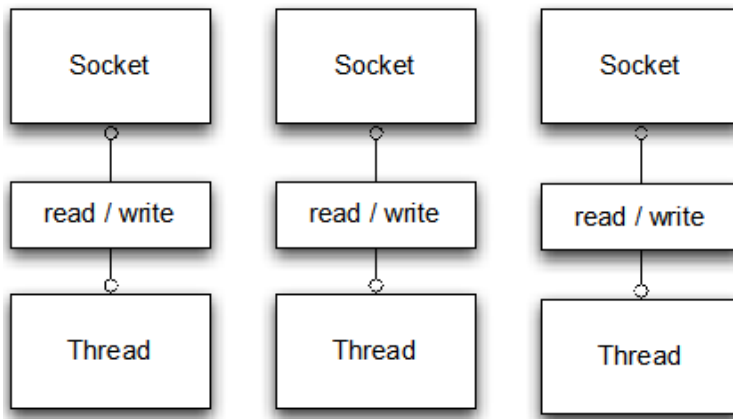 Socket
Socket
Socket
read / write
read / write
read / write
Thread
Thread
Thread